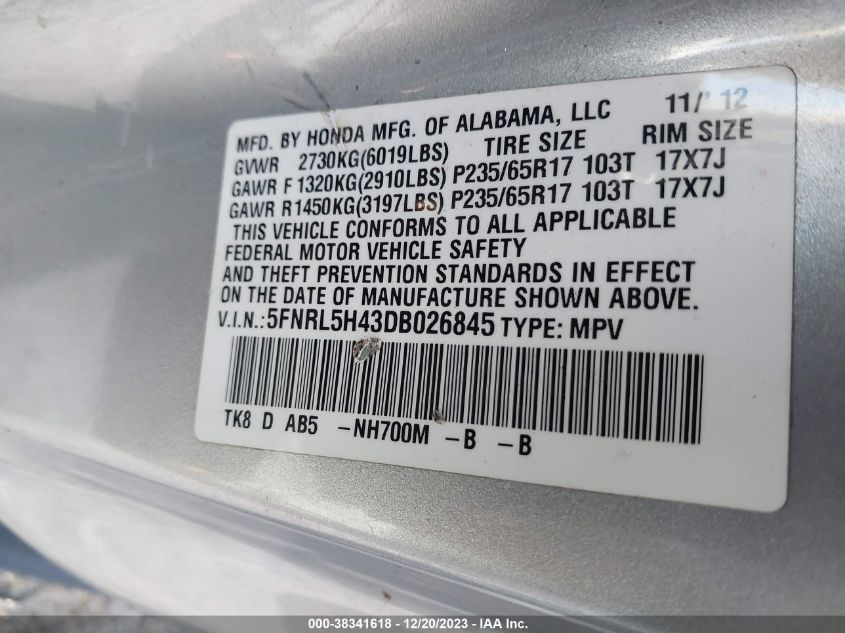 MFD. BY HONDA MFG. OF ALABAMA, LLC 11/ 12
GVWR 2730KG(6019LBS) TIRE SIZE RIM SIZE
GAWR F 1320KG(2910LBS) P235/65R17 103T 17X7J
GAWR R1450KG(3197LBS) P235/65R17 103T 17X7J
THIS VEHICLE CONFORMS TO ALL APPLICABLE
FEDERAL MOTOR VEHICLE SAFETY
AND THEFT PREVENTION STANDARDS IN EFFECT
ON THE DATE OF MANUFACTURE SHOWN ABOVE.
V.I.N.:5FNRL5H43DB026845 TYPE: MPV
TK8 D AB5 -NH700M -B -B
000-38341618 - 12/20/2023 - IAA Inc.